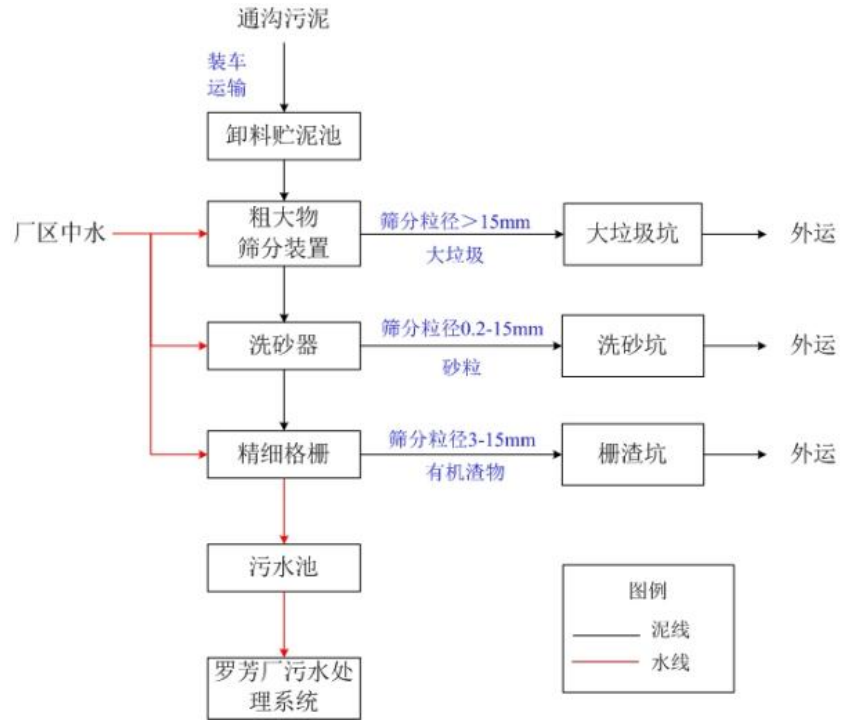 通沟污泥
装车
运输
卸料贮泥池
厂区中水
粗大物
筛分装置
筛分粒径＞15mm
大垃圾
大垃圾坑
外运
洗砂器
筛分粒径0.2-15mm
砂粒
洗砂坑
外运
精细格栅
筛分粒径3-15mm
有机渣物
栅渣坑
外运
污水池
罗芳厂污水处
理系统
图例
泥线
水线